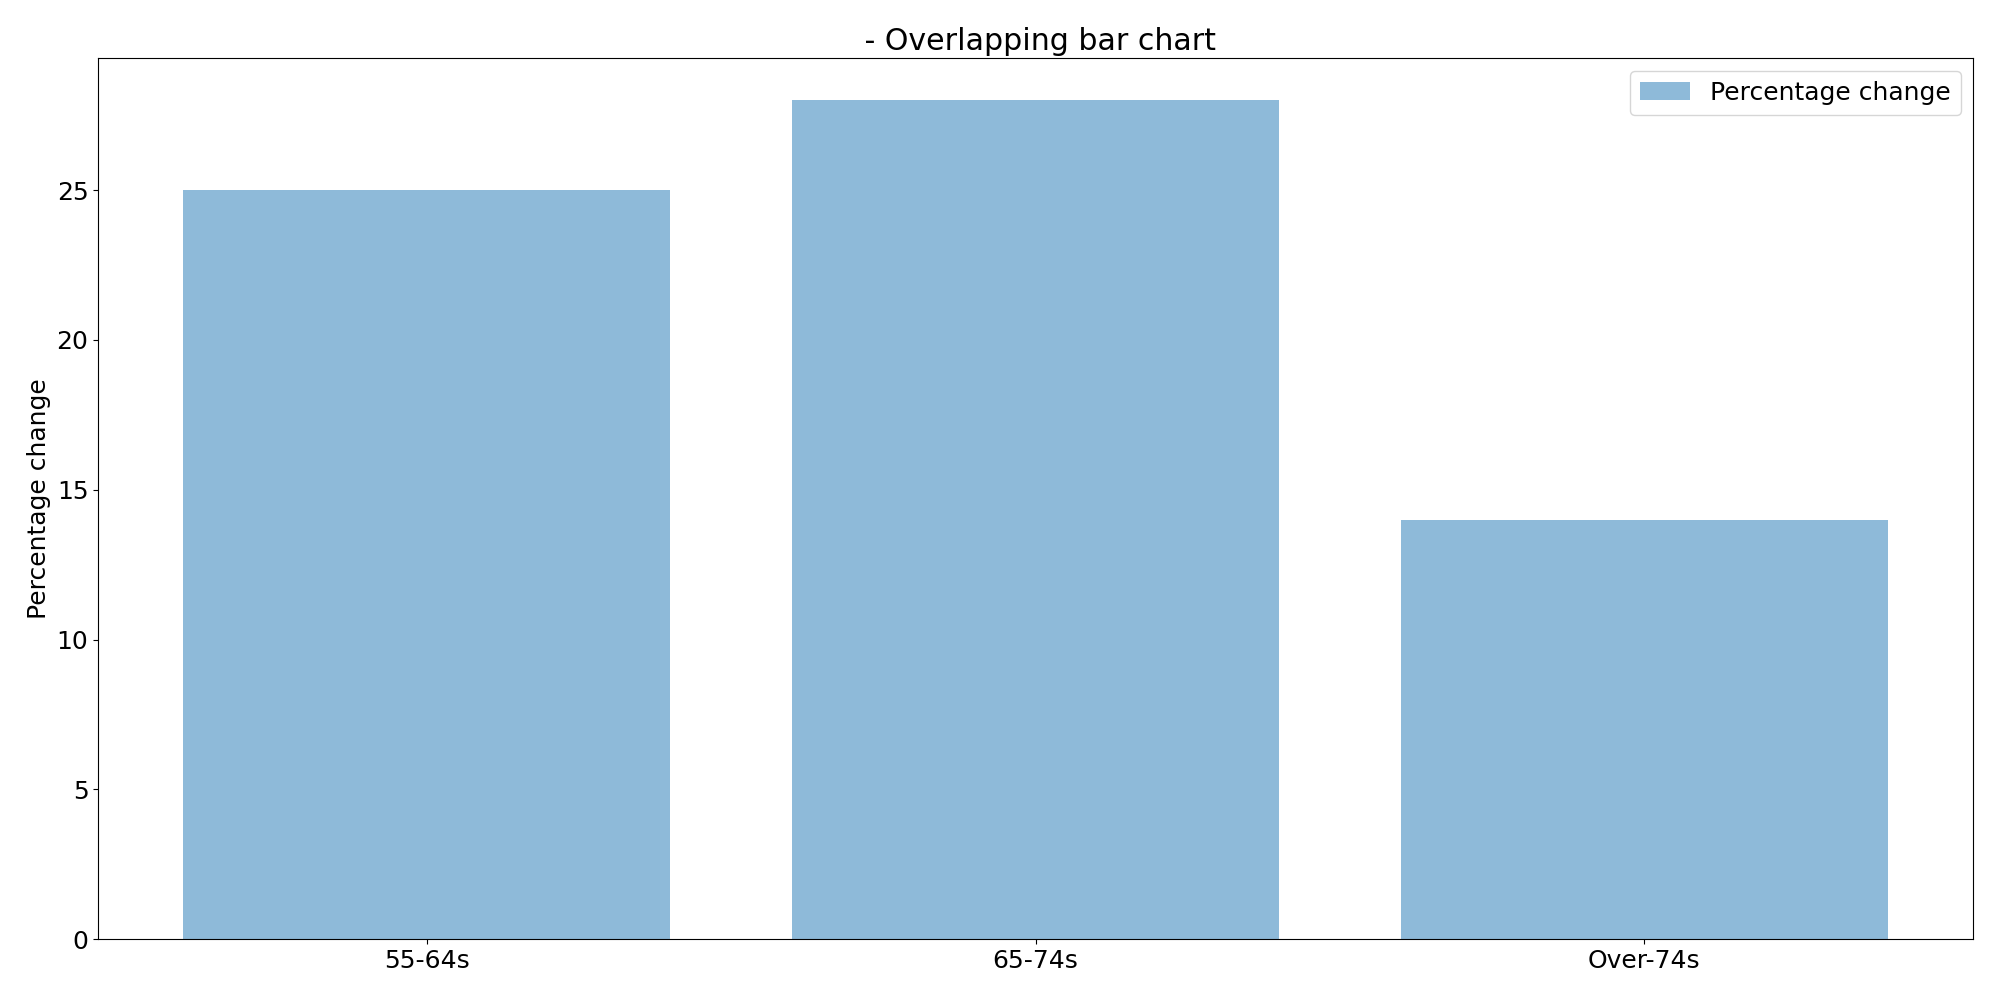 - Overlapping bar chart
Percentage change
25
20
15
10
5
0
Percentage change
55-64s
65-74s
Over-74s